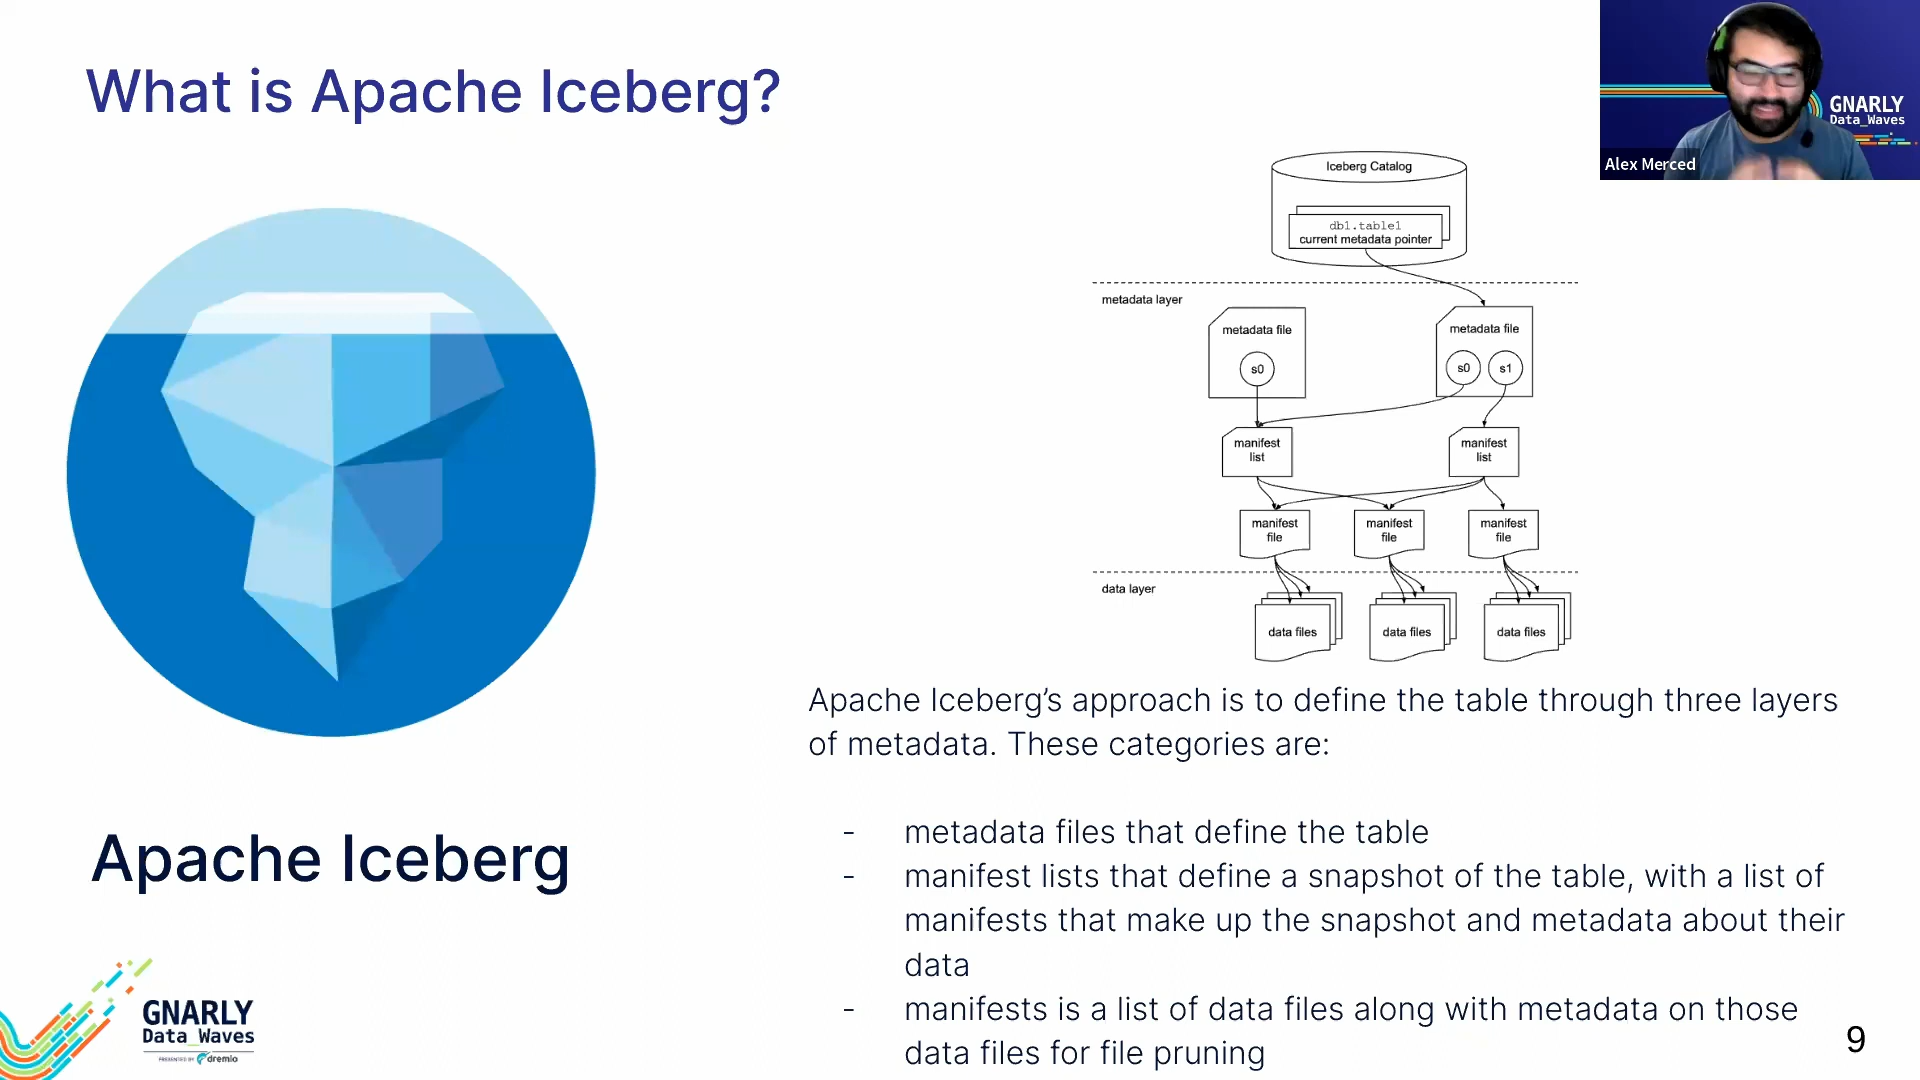 What is Apache Iceberg?
GNARLY
Data_Waves
Alex Merced
Iceberg Catalog
db1.table1
current metadata pointer
metadata layer
metadata file
s0
metadata file
s0
s1
manifest
list
manifest
list
manifest
file
manifest
file
manifest
file
data layer
data files
data files
data files
Apache Iceberg's approach is to define the table through three layers
of metadata. These categories are:
- metadata files that define the table
- manifest lists that define a snapshot of the table, with a list of
manifests that make up the snapshot and metadata about their
data
- manifests is a list of data files along with metadata on those
data files for file pruning
Apache Iceberg
GNARLY
Data_Waves
PRESENTED BY dremio
9